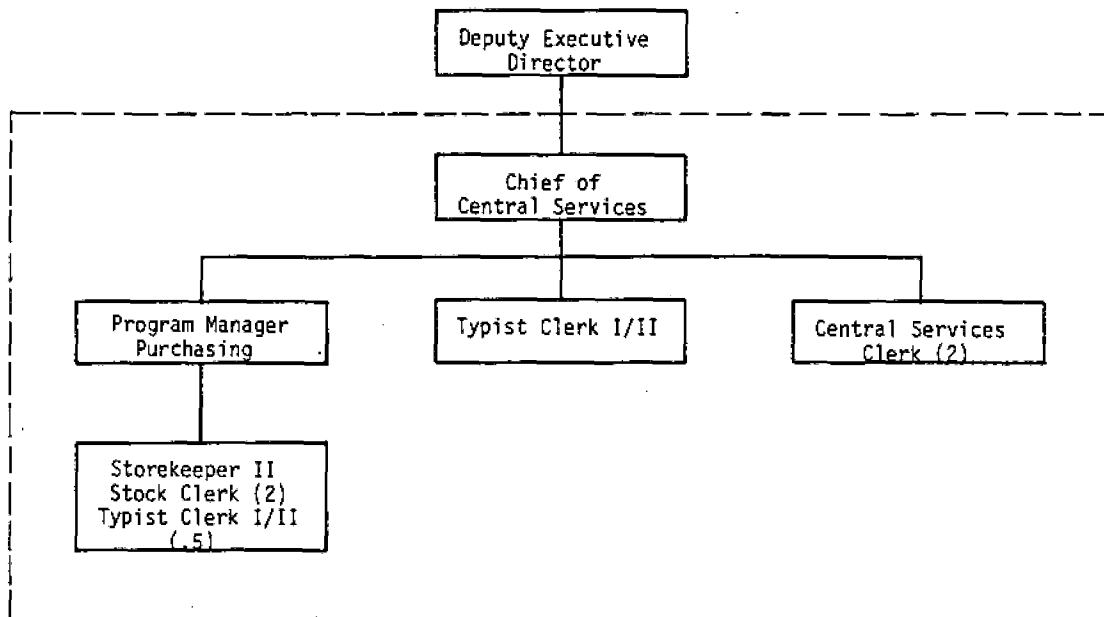 Deputy Executive
Director
Chief of
Central Services
Program Manager
Purchasing
Typist Clerk I/II
Central Services
Clerk (2)
Storekeeper II
Stock Clerk (2)
Typist Clerk I/II
(.5)